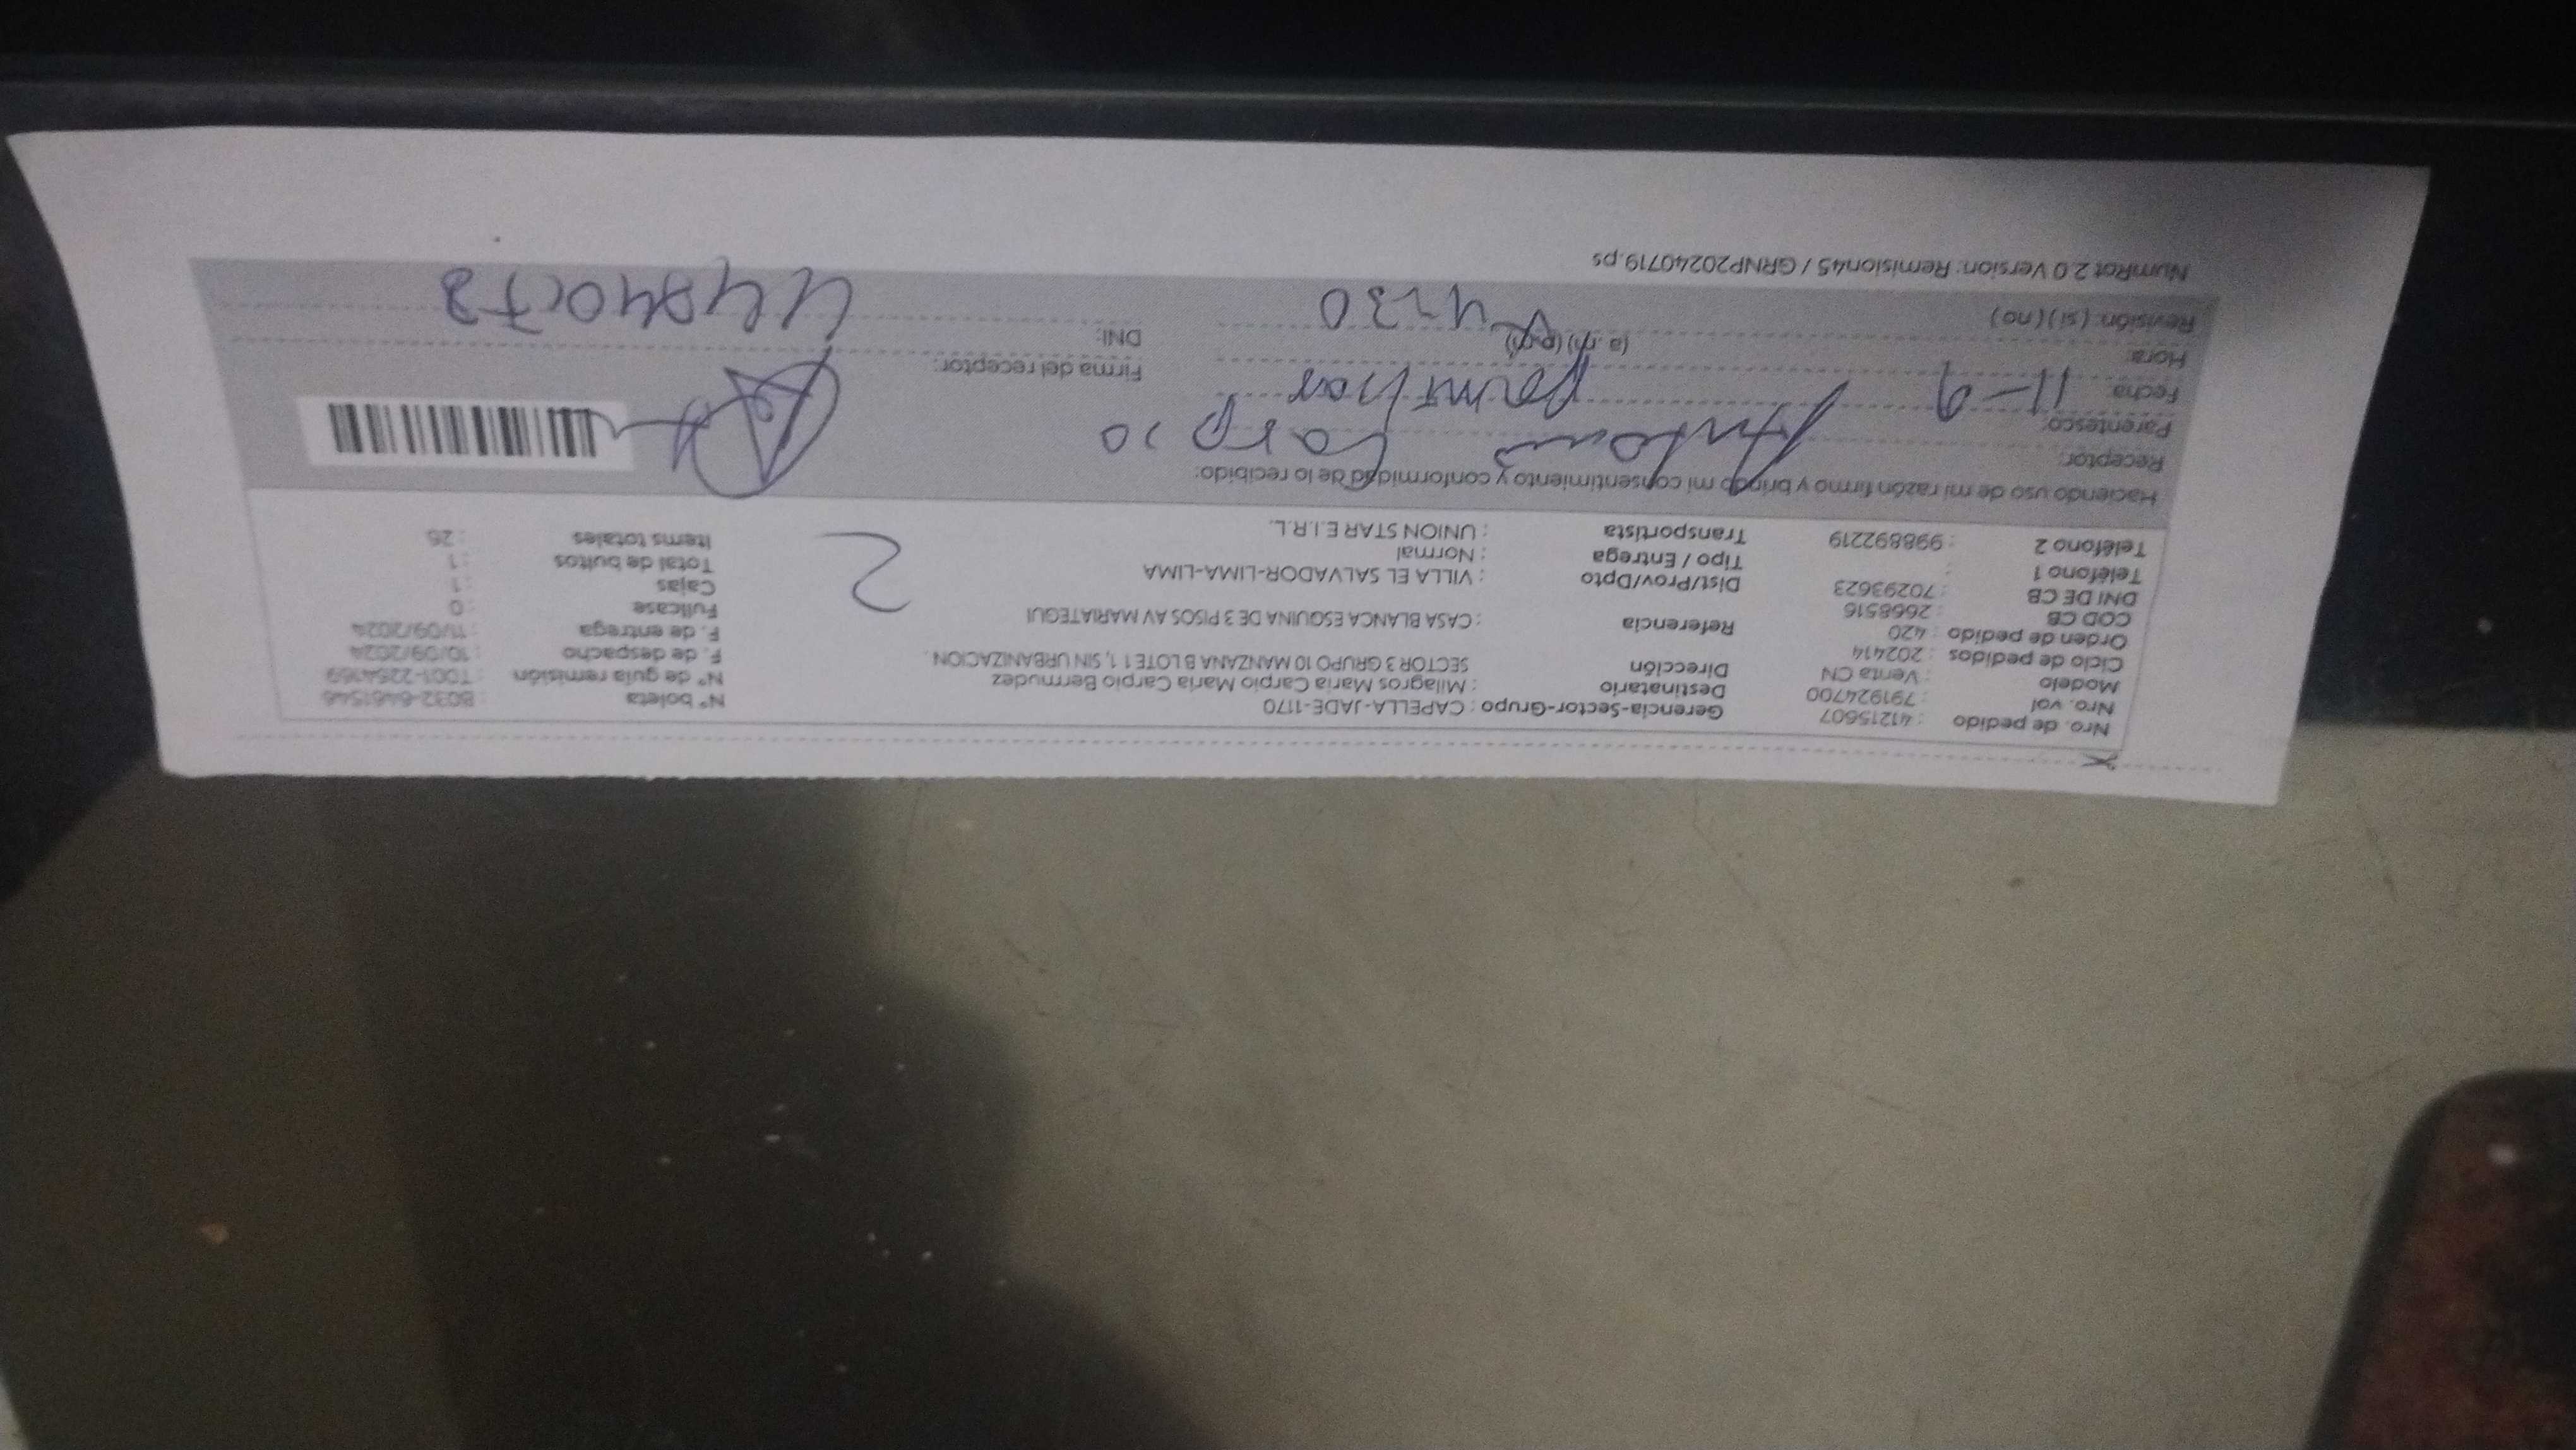 Nro. de pedido : 41215607
Nro. vol : 791924700
Modelo : Venta CN
Ciclo de pedidos : 202414
Orden de pedido : 420
COD CB : 2668516
DNI DE CB : 70293623
Teléfono 1 :
Teléfono 2 : 998892219
Gerencia-Sector-Grupo : CAPELLA-JADE-1170
Destinatario : Milagros Maria Carpio Maria Carpio Bermudez
Dirección SECTOR 3 GRUPO 10 MANZANA B LOTE 1 1, SIN URBANIZACION .
Referencia : CASA BLANCA ESQUINA DE 3 PISOS AV MARIATEGUI
Dist/Prov/Dpto : VILLA EL SALVADOR-LIMA-LIMA
Tipo / Entrega : Normal
Transportista : UNION STAR E.I.R.L.
N° boleta : B032-6461546
N° de guía remisión
F. de despacho : 10/09/2024
F. de entrega : 11/09/2024
Fullcase : 0
Cajas : 1
Total de bultos : 1
Items totales : 26
2
Haciendo uso de mi razón firmo y brindo mi consentimiento y conformidad de lo recibido:
Receptor: Antonio Carpio
Parentesco: familiar
Fecha: 11-9
Hora: (a.m) (p.m) 4:30
Revisión: (si) (no)
Firma del receptor:
DNI:
NumRot 2.0 Version: Remision45 / GRNP20240719.ps